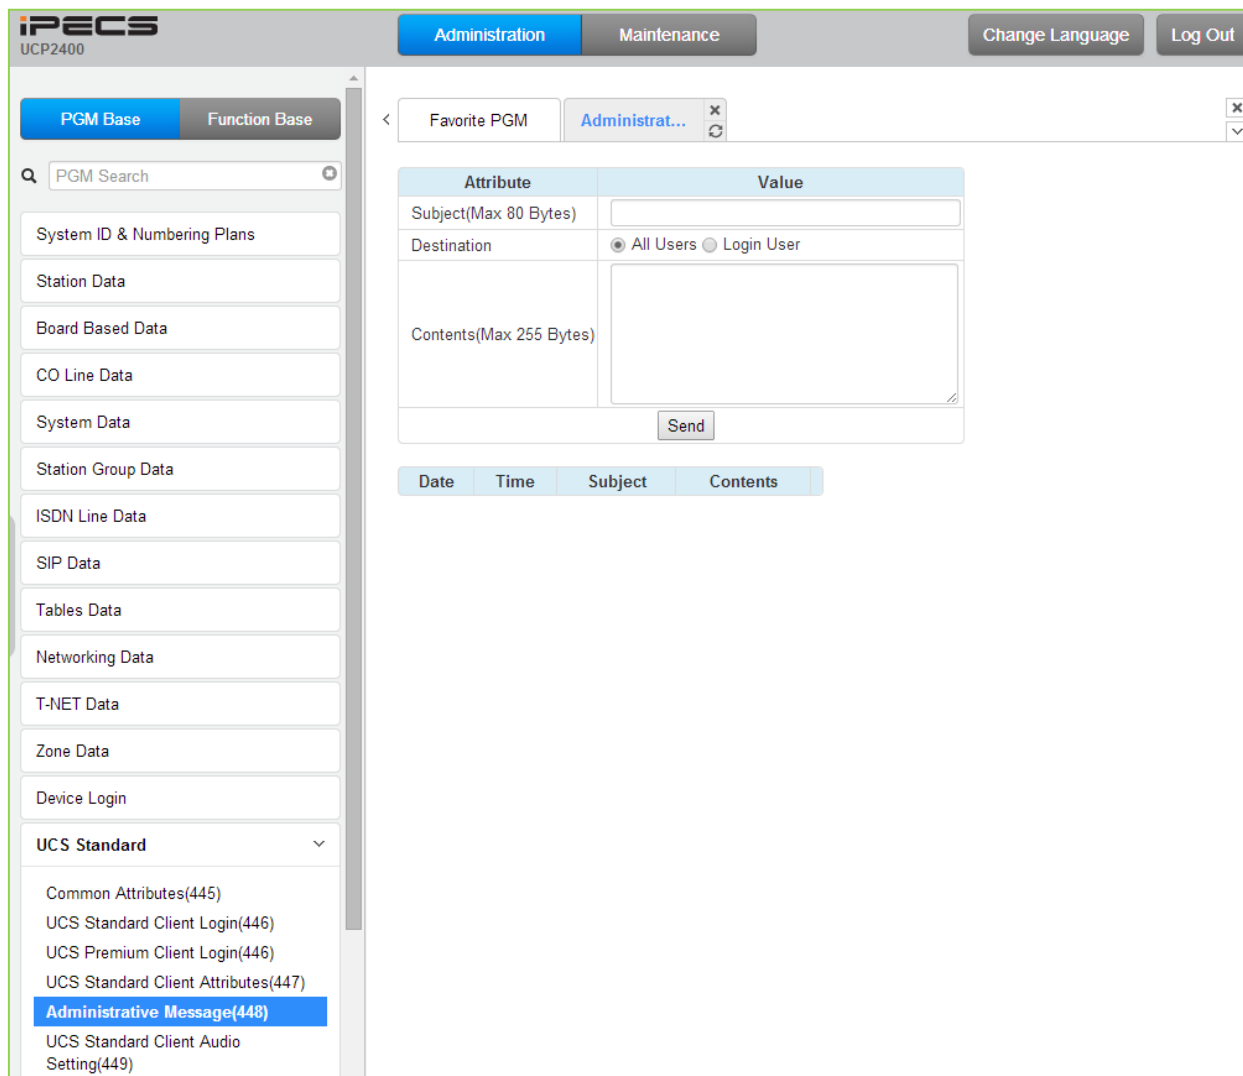 iPECS
UCP2400
Administration
Maintenance
Change Language
Log Out
PGM Base
Function Base
PGM Search
System ID & Numbering Plans
Station Data
Board Based Data
CO Line Data
System Data
Station Group Data
ISDN Line Data
SIP Data
Tables Data
Networking Data
T-NET Data
Zone Data
Device Login
UCS Standard
Common Attributes(445)
UCS Standard Client Login(446)
UCS Premium Client Login(446)
UCS Standard Client Attributes(447)
Administrative Message(448)
UCS Standard Client Audio
Setting(449)
Favorite PGM
Administrat...
Attribute
Value
Subject(Max 80 Bytes)
Destination
All Users
Login User
Contents(Max 255 Bytes)
Send
Date
Time
Subject
Contents